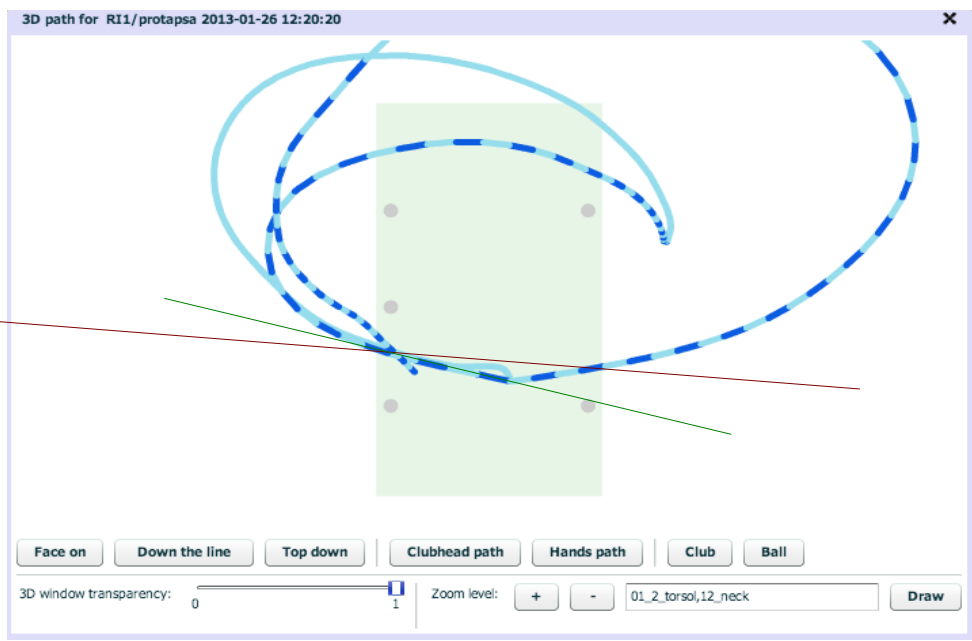 3D path for RI1/protapsa 2013-01-26 12:20:20
Face on Down the line Top down Clubhead path Hands path Club Ball
3D window transparency: 0 1 Zoom level: + - 01_2_torsol,12_neck Draw